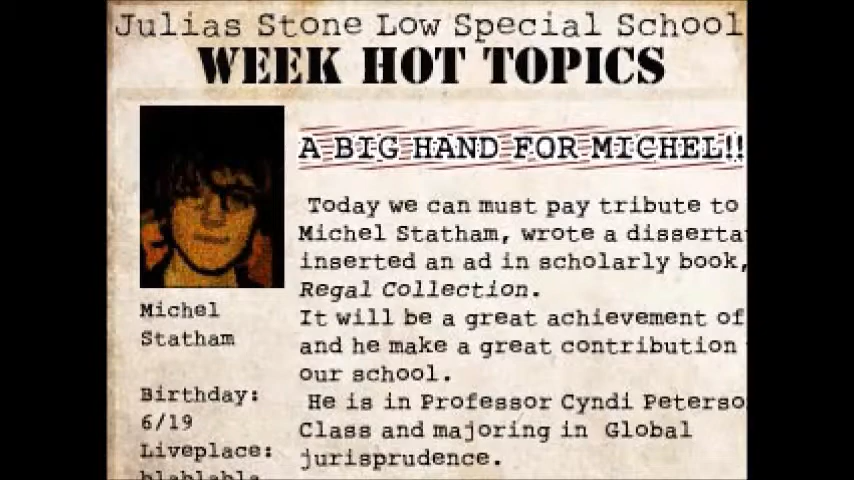 Julias Stone Low Special School
WEEK HOT TOPICS
A BIG HAND FOR MICHEL!!
Today we can must pay tribute to
Michel Statham, wrote a disserta
inserted an ad in scholarly book,
Regal Collection.
It will be a great achievement of
and he make a great contribution
our school.
He is in Professor Cyndi Peterso
Class and majoring in Global
jurisprudence.
Michel
Statham
Birthday:
6/19
Liveplace:
blablabla